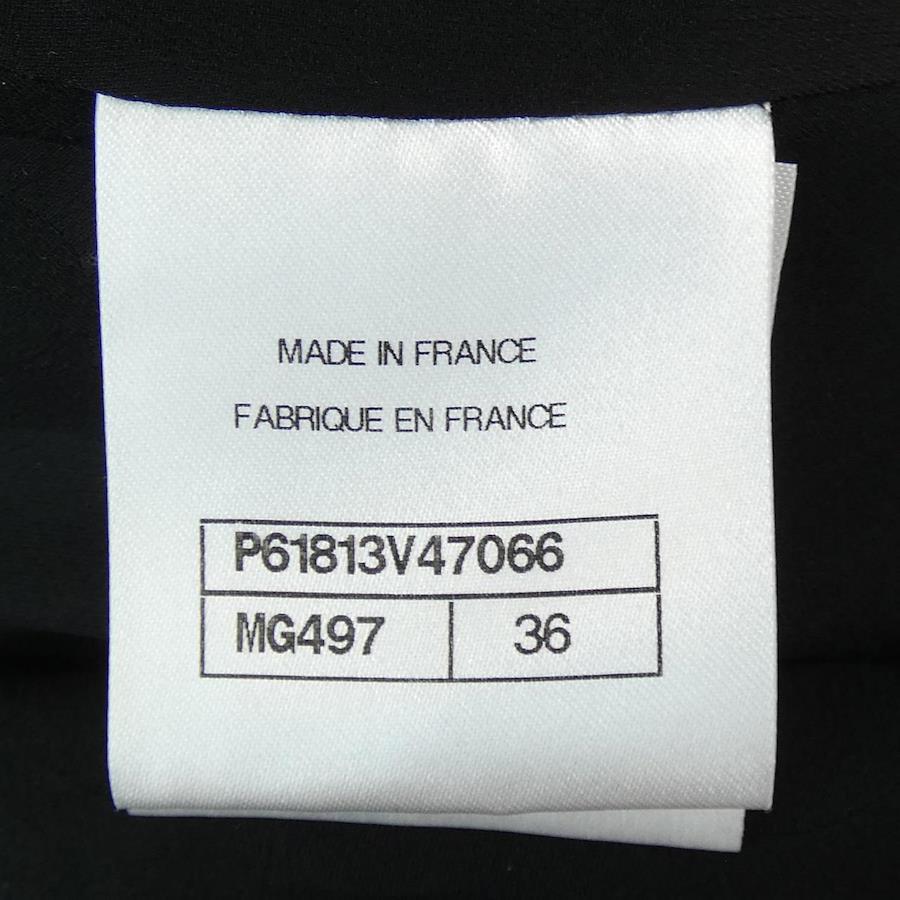 MADE IN FRANCE
FABRIQUE EN FRANCE
P61813V47066
MG497 36